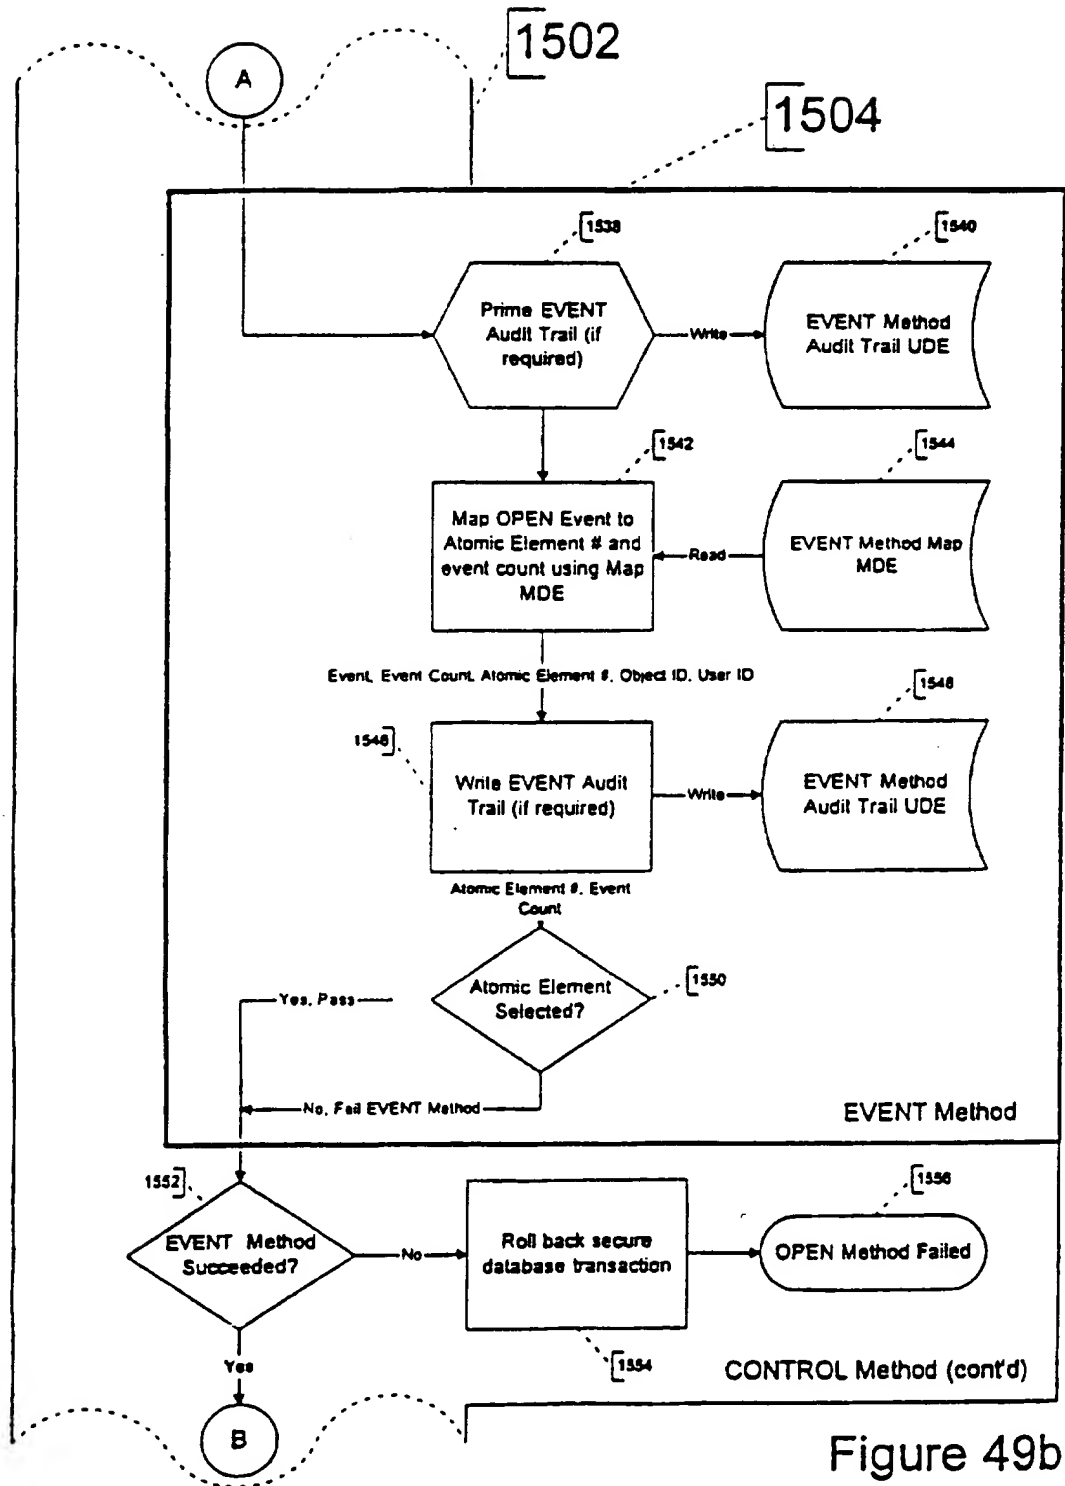 1502
A
1504
1538
1540
Prime EVENT
Audit Trail (if
required)
Write
EVENT Method
Audit Trail UDE
1542
1544
Map OPEN Event to
Atomic Element # and
event count using Map
MDE
Read
EVENT Method Map
MDE
Event, Event Count, Atomic Element #, Object ID, User ID
1548
1546
Write EVENT Audit
Trail (if required)
Write
EVENT Method
Audit Trail UDE
Atomic Element #, Event
Count
1550
Atomic Element
Selected?
Yes, Pass
No, Fail EVENT Method
EVENT Method
1552
1556
EVENT Method
Succeeded?
No
Roll back secure
database transaction
OPEN Method Failed
Yes
1554
CONTROL Method (cont'd)
B
Figure 49b